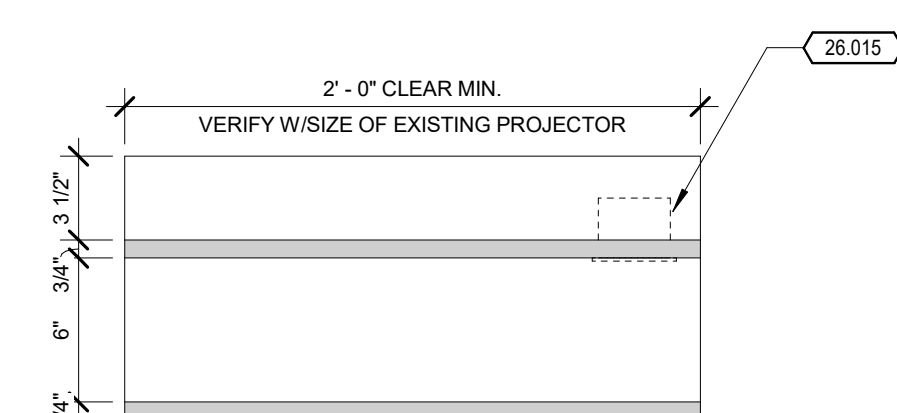 26.015
2' - 0" CLEAR MIN.
VERIFY W/SIZE OF EXISTING PROJECTOR
3 1/2"
3/4"
6"